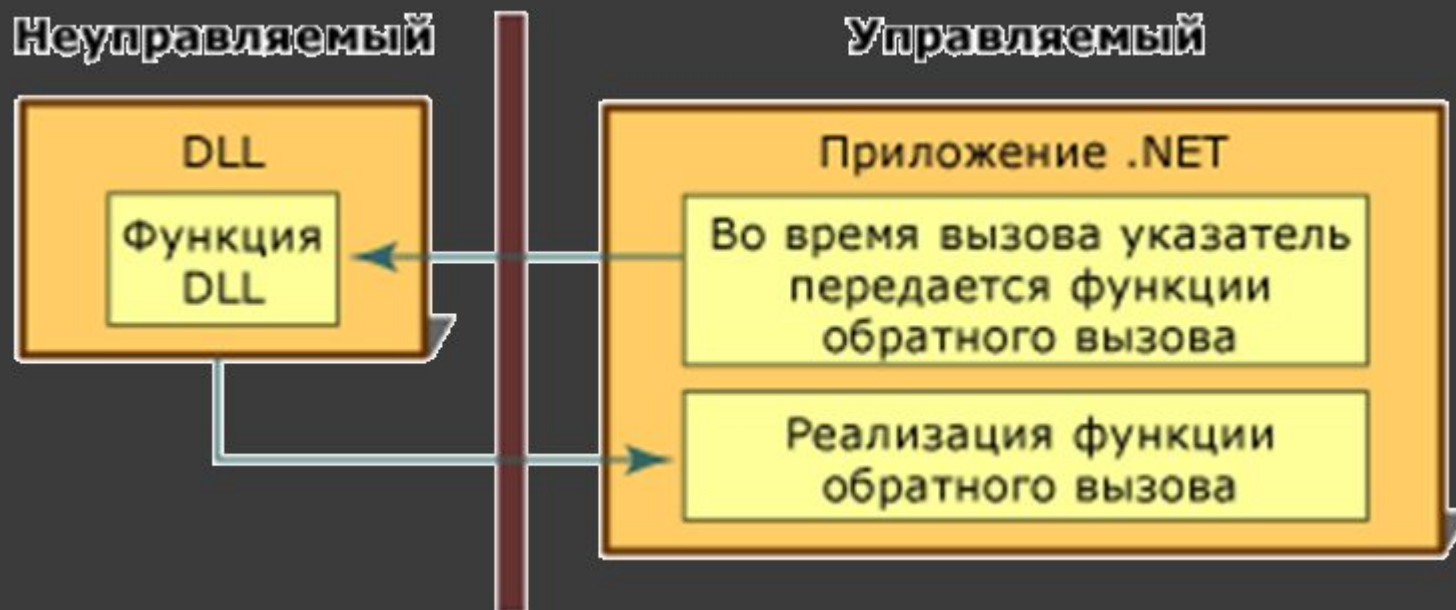 Неуправляемый
Управляемый
DLL
Функция
DLL
Приложение .NET
Во время вызова указатель
передается функции
обратного вызова
Реализация функции
обратного вызова